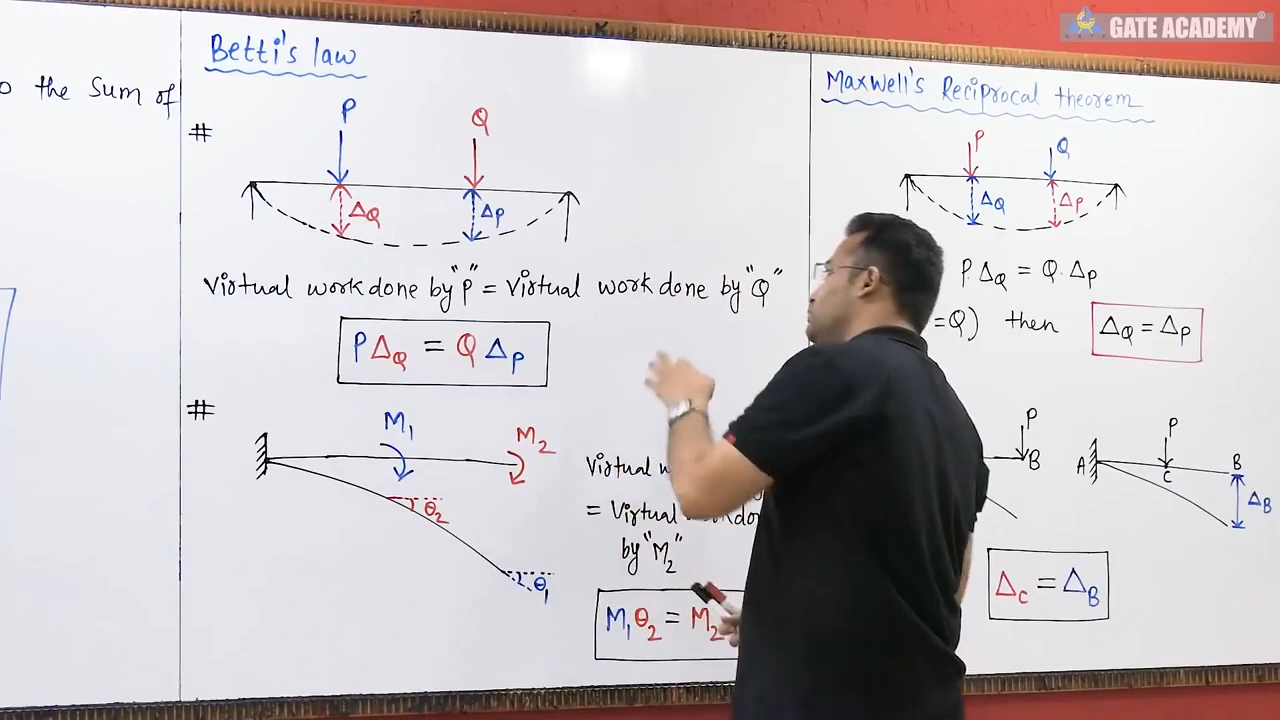 GATE ACADEMY
o the Sum of
Betti's law
#
P
Q
ΔQ
ΔP
Virtual work done by "P" = Virtual work done by "Q"
PΔQ = QΔP
#
M₁
M₂
θ₂
θ₁
Virtual
= Virtual
by "M₂"
M₁θ₂ = M₂
Maxwell's Reciprocal theorem
P
Q
ΔQ
ΔP
P.ΔQ = Q.ΔP
=Q) then ΔQ = ΔP
P
B
A
P
C
B
ΔB
ΔC = ΔB